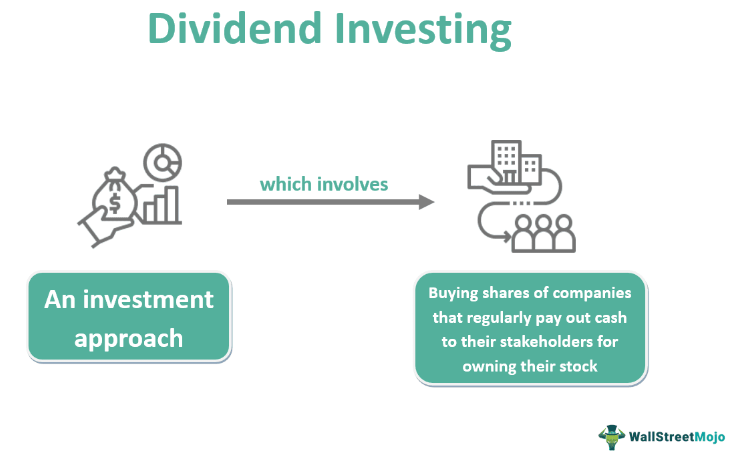 Dividend Investing
which involves
$
An investment
approach
Buying shares of companies
that regularly pay out cash
to their stakeholders for
owning their stock
WallStreetMojo